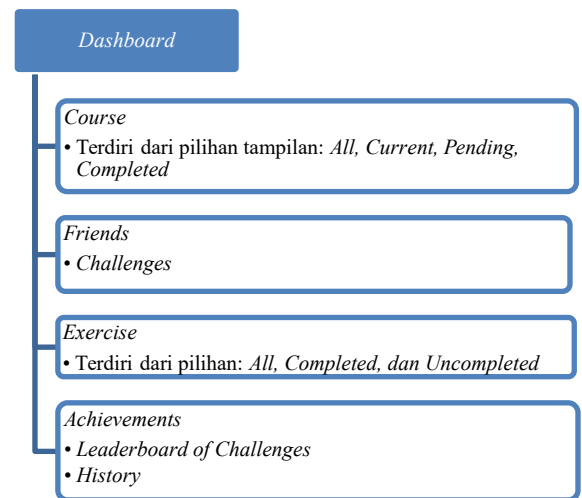 Dashboard
Course
• Terdiri dari pilihan tampilan: All, Current, Pending,
Completed
Friends
• Challenges
Exercise
• Terdiri dari pilihan: All, Completed, dan Uncompleted
Achievements
• Leaderboard of Challenges
• History